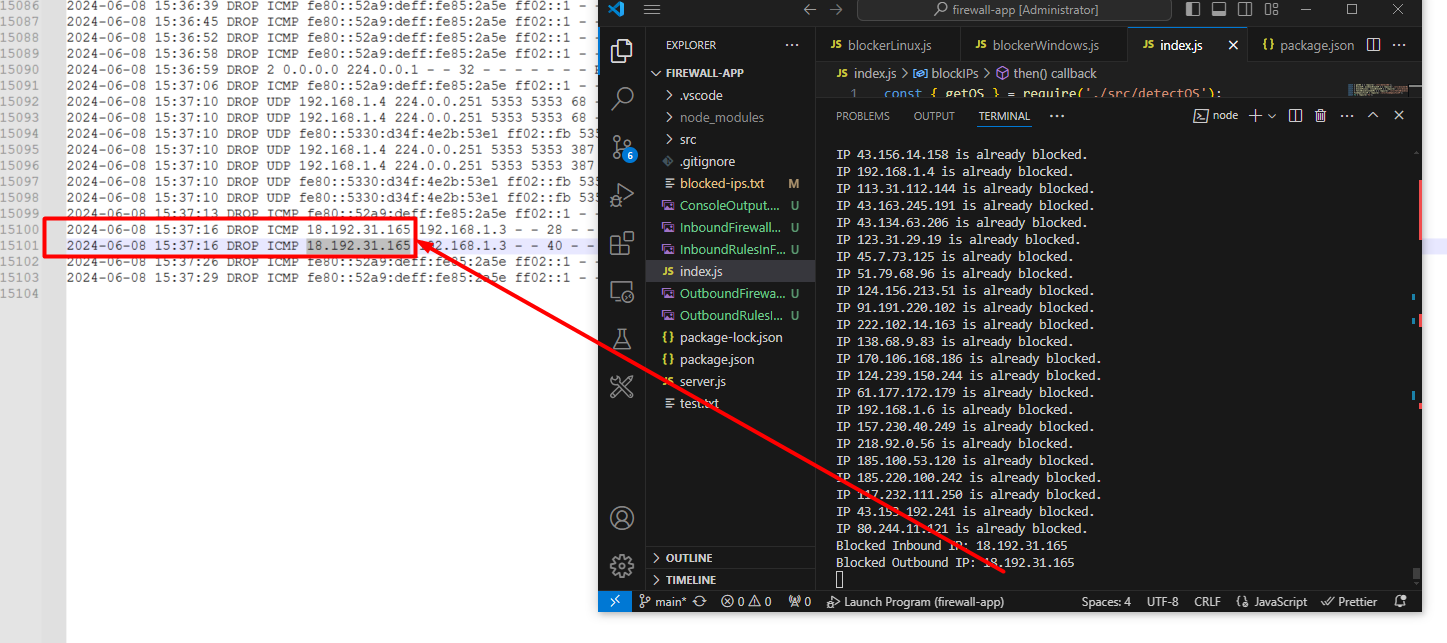 15086 2024-06-08 15:36:39 DROP ICMP fe80::52a9:deff:fe85:2a5e ff02::1 - -
15087 2024-06-08 15:36:45 DROP ICMP fe80::52a9:deff:fe85:2a5e ff02::1 - -
15088 2024-06-08 15:36:52 DROP ICMP fe80::52a9:deff:fe85:2a5e ff02::1 - -
15089 2024-06-08 15:36:58 DROP ICMP fe80::52a9:deff:fe85:2a5e ff02::1 - -
15090 2024-06-08 15:36:59 DROP 2 0.0.0.0 224.0.0.1 - - 32 - - - - - - -
15091 2024-06-08 15:37:06 DROP ICMP fe80::52a9:deff:fe85:2a5e ff02::1 - -
15092 2024-06-08 15:37:10 DROP UDP 192.168.1.4 224.0.0.251 5353 5353 68 -
15093 2024-06-08 15:37:10 DROP UDP 192.168.1.4 224.0.0.251 5353 5353 68 -
15094 2024-06-08 15:37:10 DROP UDP fe80::5330:d34f:4e2b:53e1 ff02::fb 535
15095 2024-06-08 15:37:10 DROP UDP 192.168.1.4 224.0.0.251 5353 5353 387
15096 2024-06-08 15:37:10 DROP UDP 192.168.1.4 224.0.0.251 5353 5353 387
15097 2024-06-08 15:37:10 DROP UDP fe80::5330:d34f:4e2b:53e1 ff02::fb 535
15098 2024-06-08 15:37:10 DROP UDP fe80::5330:d34f:4e2b:53e1 ff02::fb 535
15099 2024-06-08 15:37:13 DROP ICMP fe80::52a9:deff:fe85:2a5e ff02::1 - -
15100 2024-06-08 15:37:16 DROP ICMP 18.192.31.165 192.168.1.3 - - 28 - -
15101 2024-06-08 15:37:16 DROP ICMP 18.192.31.165 192.168.1.3 - - 40 - -
15102 2024-06-08 15:37:26 DROP ICMP fe80::52a9:deff:fe85:2a5e ff02::1 - -
15103 2024-06-08 15:37:29 DROP ICMP fe80::52a9:deff:fe85:2a5e ff02::1 - -
15104
firewall-app [Administrator]
EXPLORER
FIREWALL-APP
.vscode
node_modules
src
.gitignore
blocked-ips.txt M
ConsoleOutput.... U
InboundFirewall... U
InboundRulesInF... U
JS index.js
OutboundFirewa... U
OutboundRulesI... U
{} package-lock.json
{} package.json
JS server.js
test.txt
OUTLINE
TIMELINE
6
JS blockerLinux.js JS blockerWindows.js JS index.js {} package.json
JS index.js > blockIPs > then() callback
1 const { getOS } = require('./src/detectOS');
PROBLEMS OUTPUT TERMINAL node
IP 43.156.14.158 is already blocked.
IP 192.168.1.4 is already blocked.
IP 113.31.112.144 is already blocked.
IP 43.163.245.191 is already blocked.
IP 43.134.63.206 is already blocked.
IP 123.31.29.19 is already blocked.
IP 45.7.73.125 is already blocked.
IP 51.79.68.96 is already blocked.
IP 124.156.213.51 is already blocked.
IP 91.191.220.102 is already blocked.
IP 222.102.14.163 is already blocked.
IP 138.68.9.83 is already blocked.
IP 170.106.168.186 is already blocked.
IP 124.239.150.244 is already blocked.
IP 61.177.172.179 is already blocked.
IP 192.168.1.6 is already blocked.
IP 157.230.40.249 is already blocked.
IP 218.92.0.56 is already blocked.
IP 185.100.53.120 is already blocked.
IP 185.220.100.242 is already blocked.
IP 117.232.111.250 is already blocked.
IP 43.153.192.241 is already blocked.
IP 80.244.11.121 is already blocked.
Blocked Inbound IP: 18.192.31.165
Blocked Outbound IP: 18.192.31.165
main* 0 0 0 Launch Program (firewall-app) Spaces: 4 UTF-8 CRLF {} JavaScript Prettier